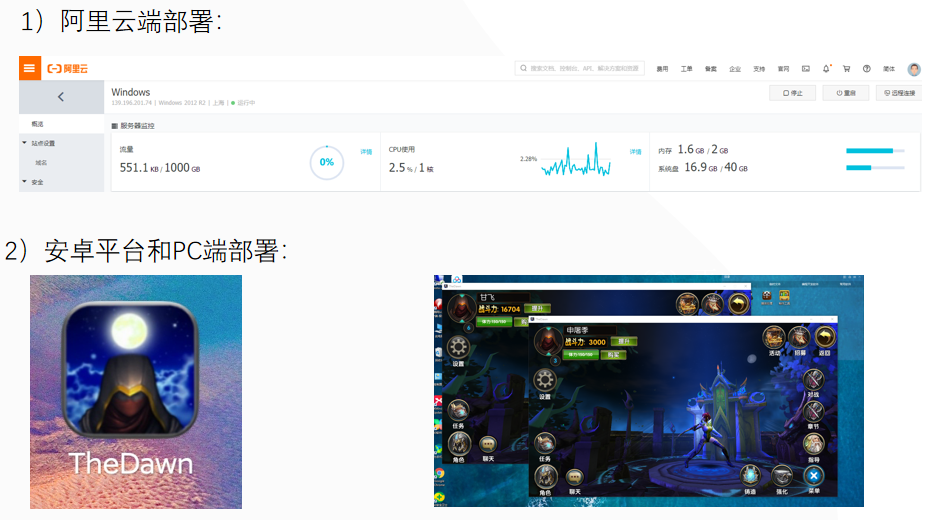 1）阿里云端部署：
阿里云
搜索文档、控制台、API、解决方案和资源
费用 工单 备案 企业 支持 官网 简体
Windows
139.196.201.74 | Windows 2012 R2 | 上海 | 运行中
停止 重启 远程连接
概览
服务器监控
站点设置
域名
安全
流量 详情
551.1 KB / 1000 GB
0%
CPU使用 详情
2.5 % / 1 核
2.28%
内存 1.6 GB / 2 GB
系统盘 16.9 GB / 40 GB
2）安卓平台和PC端部署：
TheDawn
甘飞
战斗力: 16704 提升
设置
任务
角色 聊天
申屠季
战斗力: 3000 提升
体力:150/150 购买
活动 招募 返回
设置
对战
章节
任务
指导
角色 聊天
铸造 强化 菜单